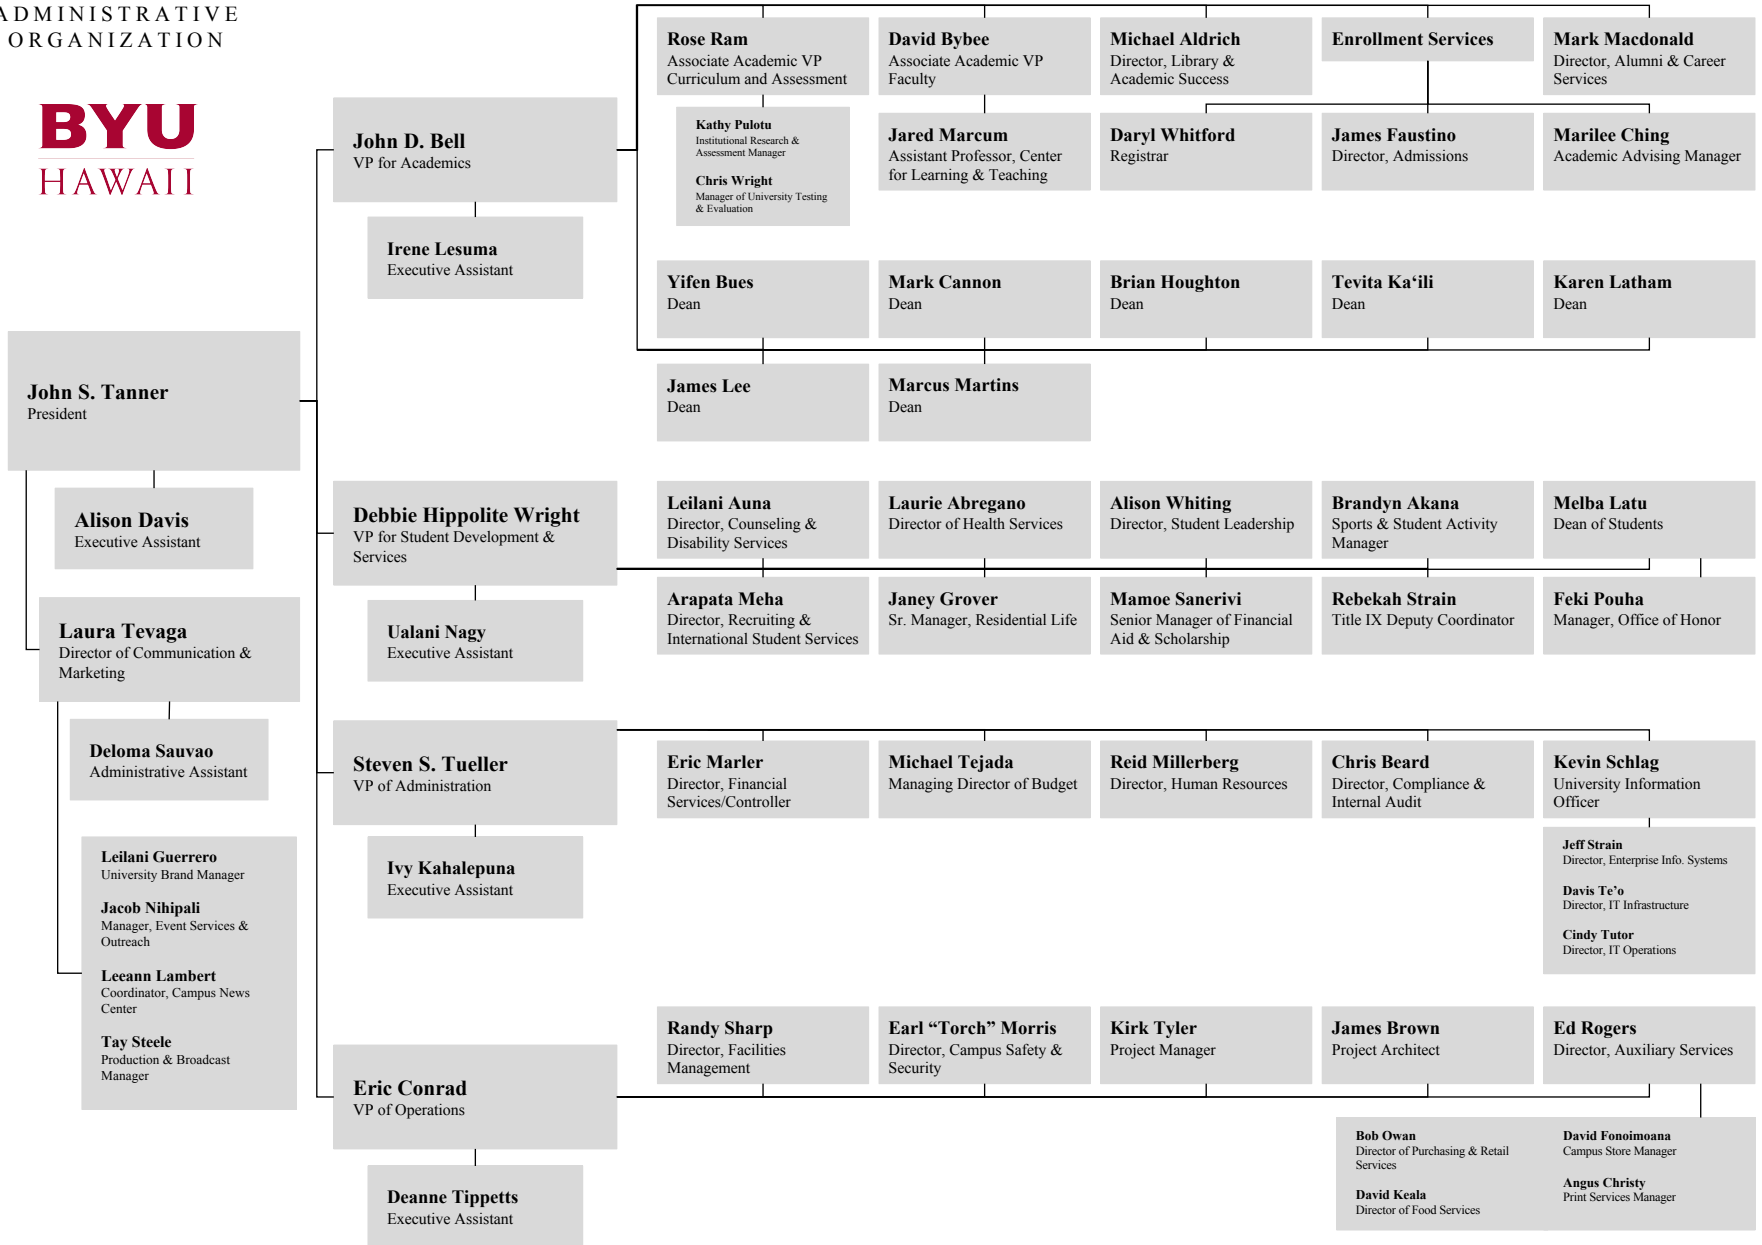 ADMINISTRATIVE
ORGANIZATION
BYU
HAWAII
John S. Tanner
President
Alison Davis
Executive Assistant
Laura Tevaga
Director of Communication &
Marketing
Deloma Sauvao
Administrative Assistant
Leilani Guerrero
University Brand Manager
Jacob Nihipali
Manager, Event Services &
Outreach
Leeann Lambert
Coordinator, Campus News
Center
Tay Steele
Production & Broadcast
Manager
John D. Bell
VP for Academics
Irene Lesuma
Executive Assistant
Rose Ram
Associate Academic VP
Curriculum and Assessment
Kathy Pulotu
Institutional Research &
Assessment Manager
Chris Wright
Manager of University Testing
& Evaluation
David Bybee
Associate Academic VP
Faculty
Jared Marcum
Assistant Professor, Center
for Learning & Teaching
Michael Aldrich
Director, Library &
Academic Success
Enrollment Services
Daryl Whitford
Registrar
James Faustino
Director, Admissions
Marilee Ching
Academic Advising Manager
Mark Macdonald
Director, Alumni & Career
Services
Yifen Bues
Dean
Mark Cannon
Dean
Brian Houghton
Dean
Tevita Ka‘ili
Dean
Karen Latham
Dean
James Lee
Dean
Marcus Martins
Dean
Debbie Hippolite Wright
VP for Student Development &
Services
Ualani Nagy
Executive Assistant
Leilani Auna
Director, Counseling &
Disability Services
Laurie Abregano
Director of Health Services
Alison Whiting
Director, Student Leadership
Brandyn Akana
Sports & Student Activity
Manager
Melba Latu
Dean of Students
Arapata Meha
Director, Recruiting &
International Student Services
Janey Grover
Sr. Manager, Residential Life
Mamoe Sanerivi
Senior Manager of Financial
Aid & Scholarship
Rebekah Strain
Title IX Deputy Coordinator
Feki Pouha
Manager, Office of Honor
Steven S. Tueller
VP of Administration
Ivy Kahalepuna
Executive Assistant
Eric Marler
Director, Financial
Services/Controller
Michael Tejada
Managing Director of Budget
Reid Millerberg
Director, Human Resources
Chris Beard
Director, Compliance &
Internal Audit
Kevin Schlag
University Information
Officer
Jeff Strain
Director, Enterprise Info. Systems
Davis Te’o
Director, IT Infrastructure
Cindy Tutor
Director, IT Operations
Eric Conrad
VP of Operations
Deanne Tippetts
Executive Assistant
Randy Sharp
Director, Facilities
Management
Earl “Torch” Morris
Director, Campus Safety &
Security
Kirk Tyler
Project Manager
James Brown
Project Architect
Ed Rogers
Director, Auxiliary Services
Bob Owan
Director of Purchasing & Retail
Services
David Keala
Director of Food Services
David Fonoimoana
Campus Store Manager
Angus Christy
Print Services Manager